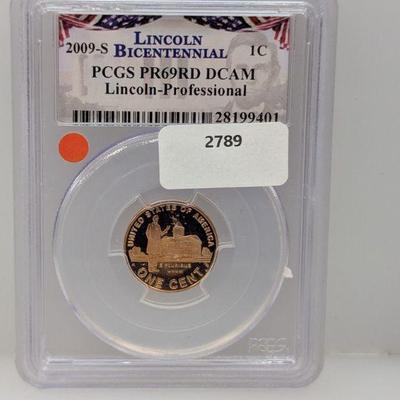 LINCOLN
BICENTENNIAL
2009-S 1C
PCGS PR69RD DCAM
Lincoln-Professional
28199401
2789
UNITED STATES OF AMERICA
E PLURIBUS
UNUM
ONE CENT
PCGS